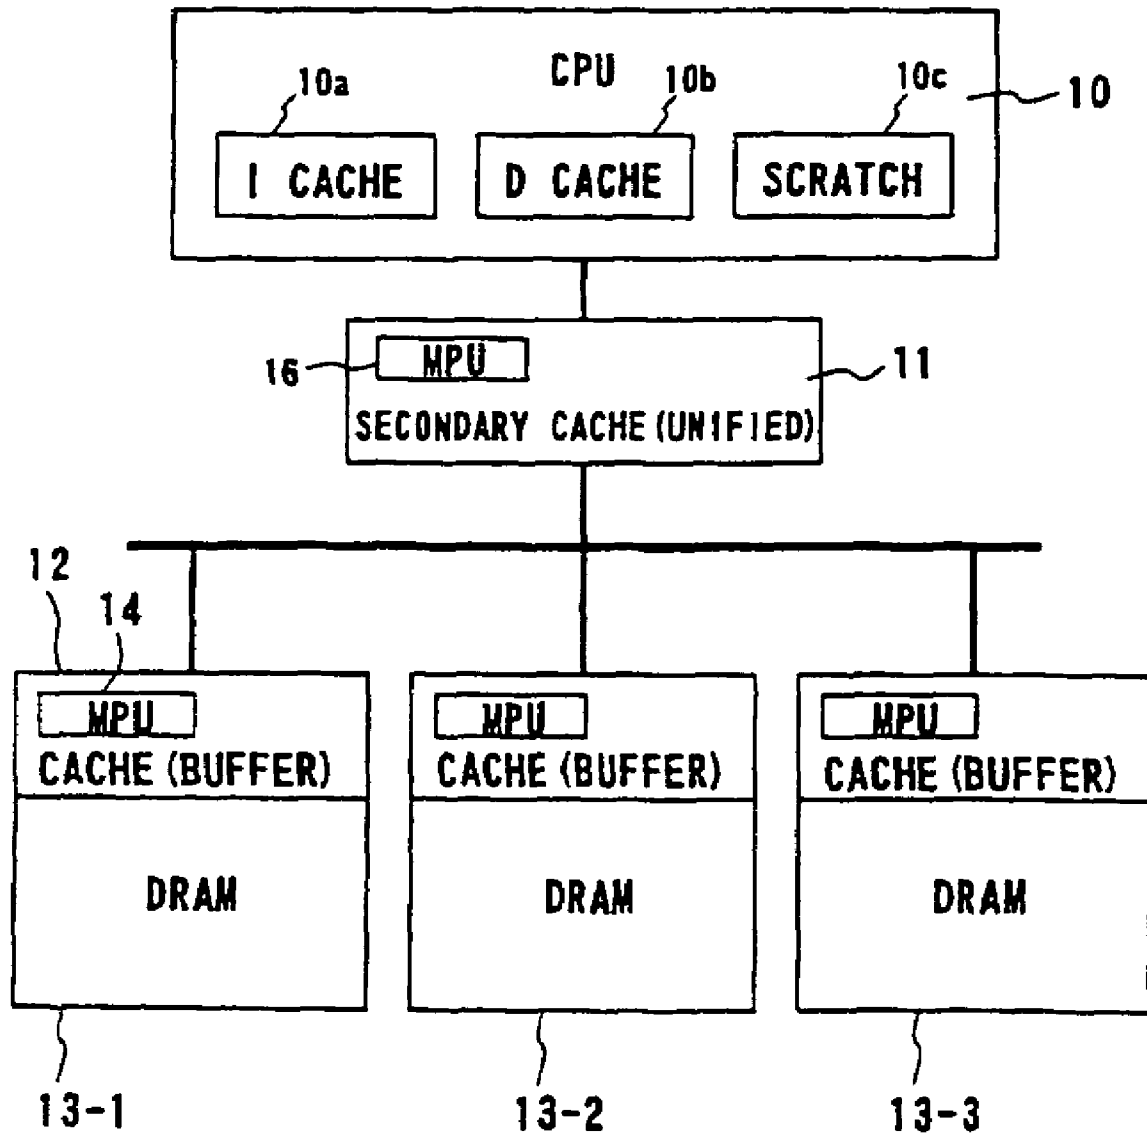 CPU
10a
10b
10c
10
I CACHE
D CACHE
SCRATCH
16
MPU
11
SECONDARY CACHE (UNIFIED)
12
14
MPU
CACHE (BUFFER)
DRAM
MPU
CACHE (BUFFER)
DRAM
MPU
CACHE (BUFFER)
DRAM
13-1
13-2
13-3